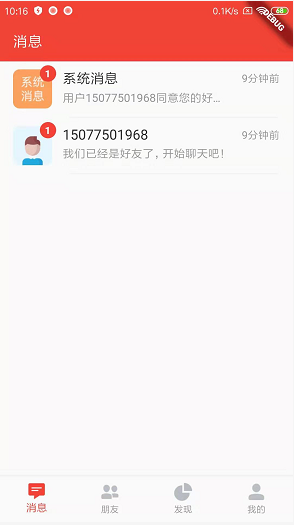 10:16
0.1K/s
68
DEBUG
消息
系统
消息
1
系统消息
9分钟前
用户15077501968同意您的好...
1
15077501968
9分钟前
我们已经是好友了，开始聊天吧！
消息
朋友
发现
我的